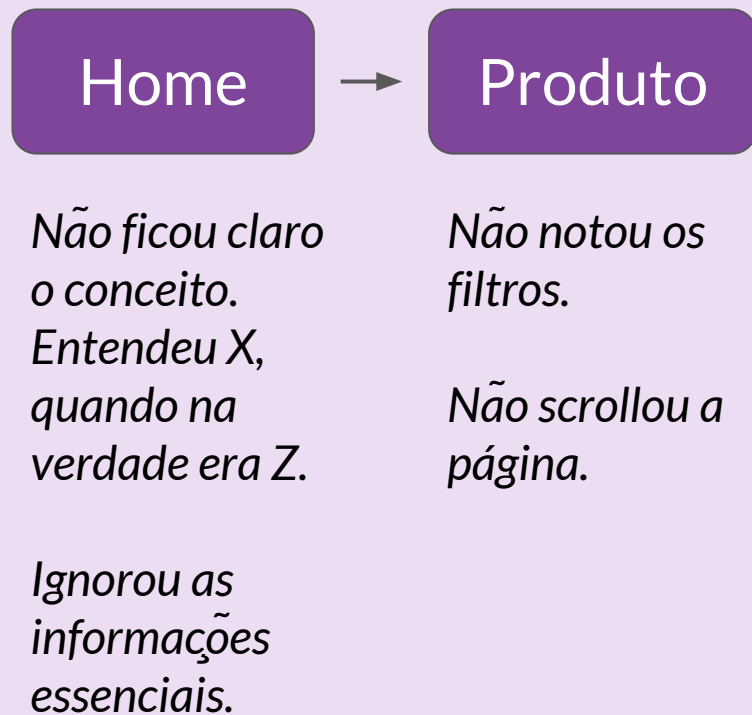 Home
Produto
Não ficou claro
o conceito.
Entendeu X,
quando na
verdade era Z.
Ignorou as
informações
essenciais.
Não notou os
filtros.
Não scrollou a
página.